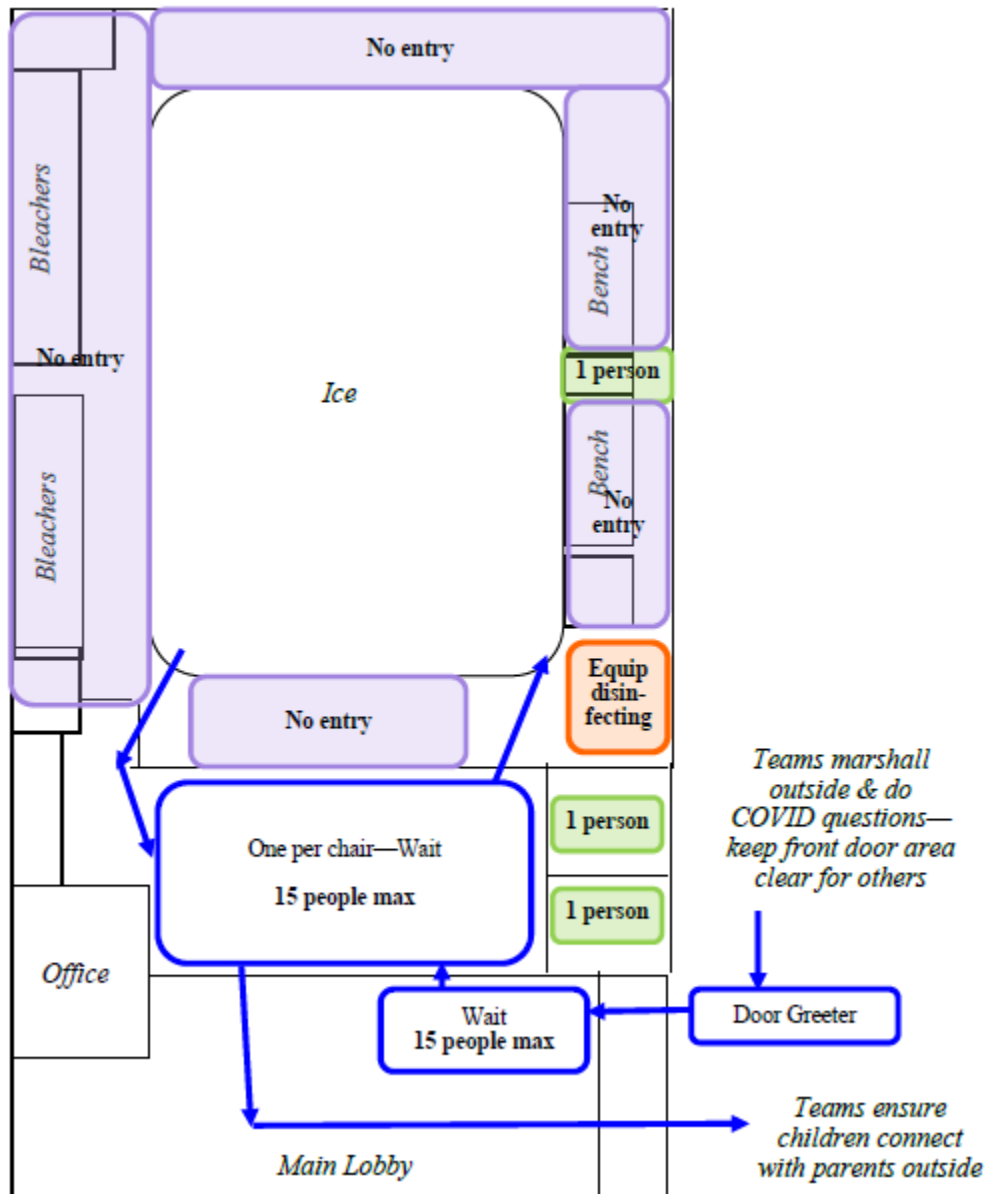 No entry
Bleachers
No
entry
Bench
No entry
1 person
Ice
Bench
No
entry
Bleachers
Equip
disin-
fecting
No entry
Teams marshall
outside & do
COVID questions—
keep front door area
clear for others
One per chair—Wait
15 people max
1 person
1 person
Office
Wait
15 people max
Door Greeter
Teams ensure
children connect
with parents outside
Main Lobby